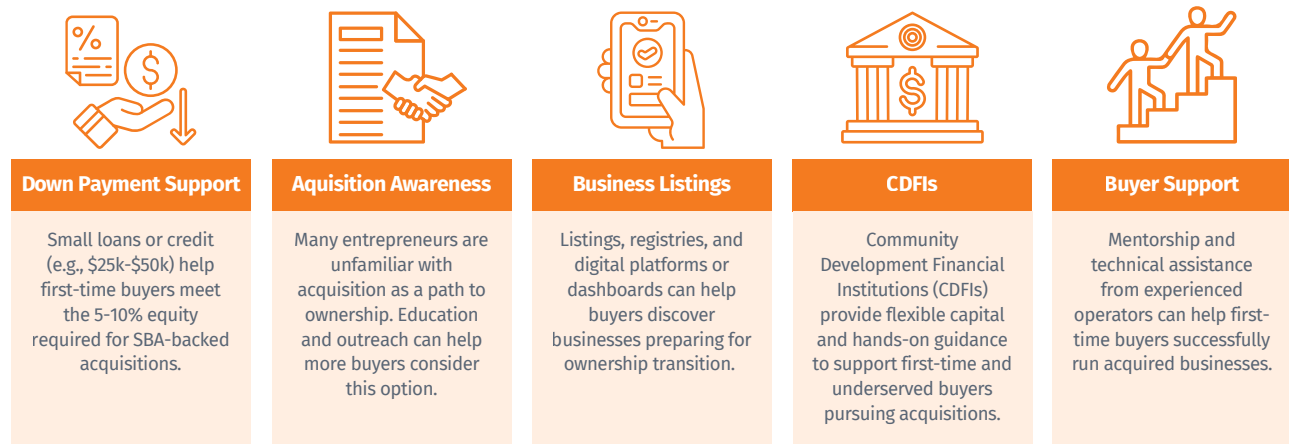 %
$
$
Down Payment Support
Small loans or credit
(e.g., $25k-$50k) help
first-time buyers meet
the 5-10% equity
required for SBA-backed
acquisitions.
Aquisition Awareness
Many entrepreneurs are
unfamiliar with
acquisition as a path to
ownership. Education
and outreach can help
more buyers consider
this option.
Business Listings
Listings, registries, and
digital platforms or
dashboards can help
buyers discover
businesses preparing for
ownership transition.
CDFIs
Community
Development Financial
Institutions (CDFIs)
provide flexible capital
and hands-on guidance
to support first-time and
underserved buyers
pursuing acquisitions.
Buyer Support
Mentorship and
technical assistance
from experienced
operators can help first-
time buyers successfully
run acquired businesses.